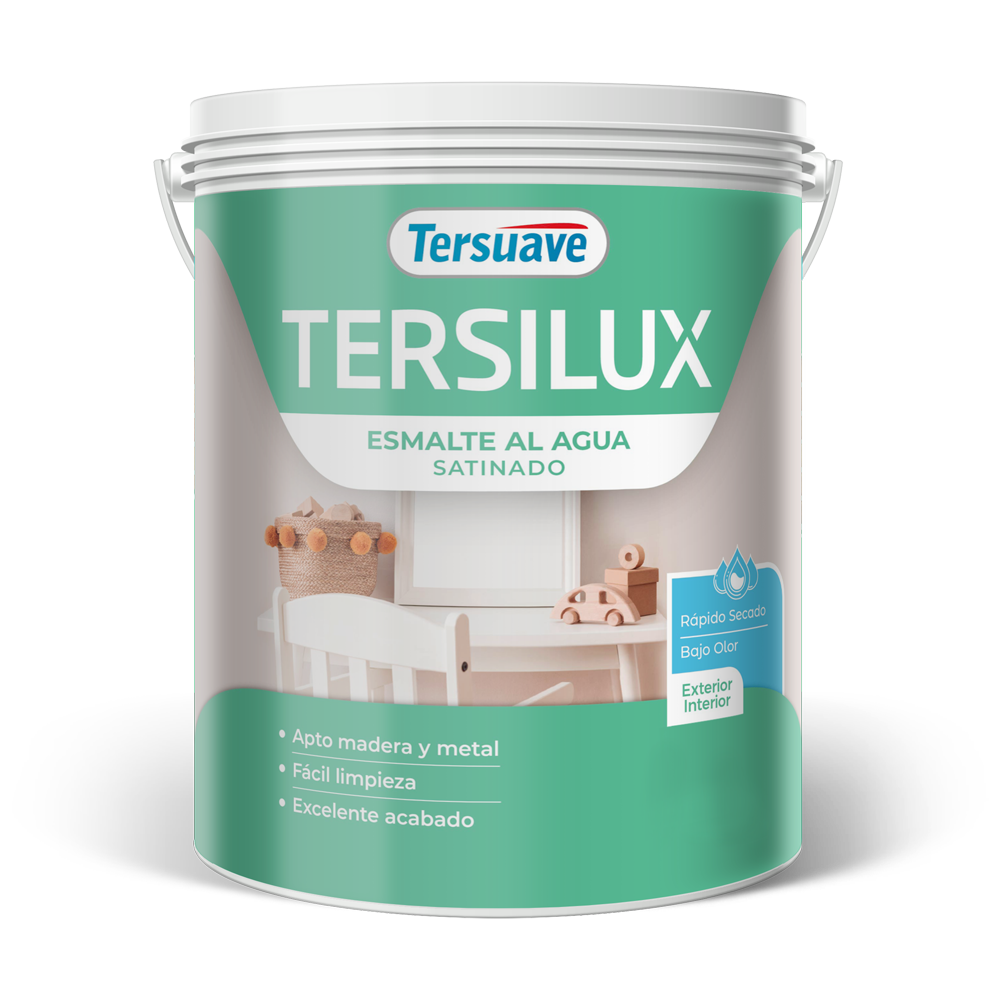 Tersuave
TERSILUX
ESMALTE AL AGUA
SATINADO
Rápido Secado
Bajo Olor
Exterior
Interior
• Apto madera y metal
• Fácil limpieza
• Excelente acabado